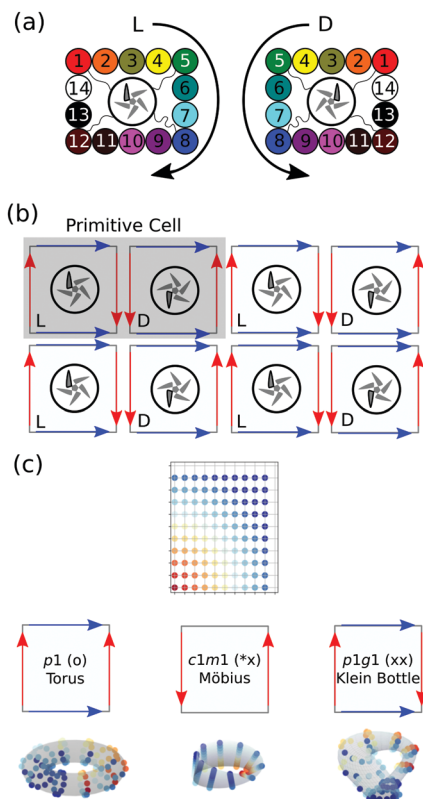 (a)
L D
1 2 3 4 5 5 4 3 2 1
14 6 6 14
13 7 7 13
12 11 10 9 8 8 9 10 11 12
(b)
Primitive Cell
L D L D
L D L D
(c)
p1 (o) c1m1 (*x) p1g1 (xx)
Torus Möbius Klein Bottle